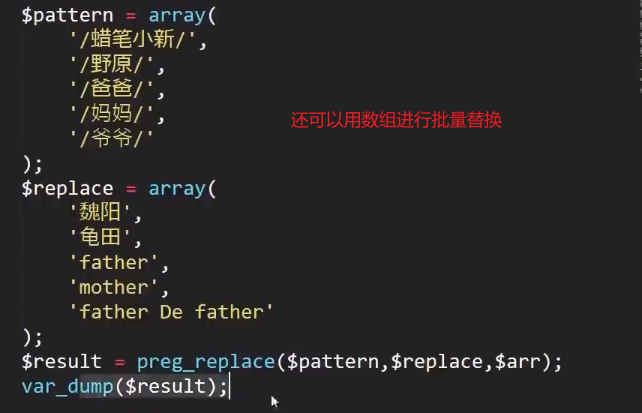 $pattern = array(
'/蜡笔小新/',
'/野原/',
'/爸爸/',
'/妈妈/',
还可以用数组进行批量替换
'/爷爷/'
);
$replace = array(
'魏阳',
'龟田',
'father',
'mother',
'father De father'
);
$result = preg_replace($pattern,$replace,$arr);
var_dump($result);